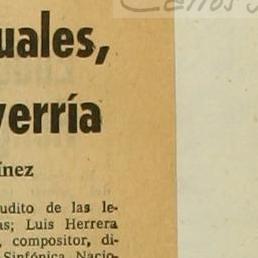 uales,
verría
ínez
udito de las le-
as; Luis Herrera
, compositor, di-
Sinfónica Nacio-